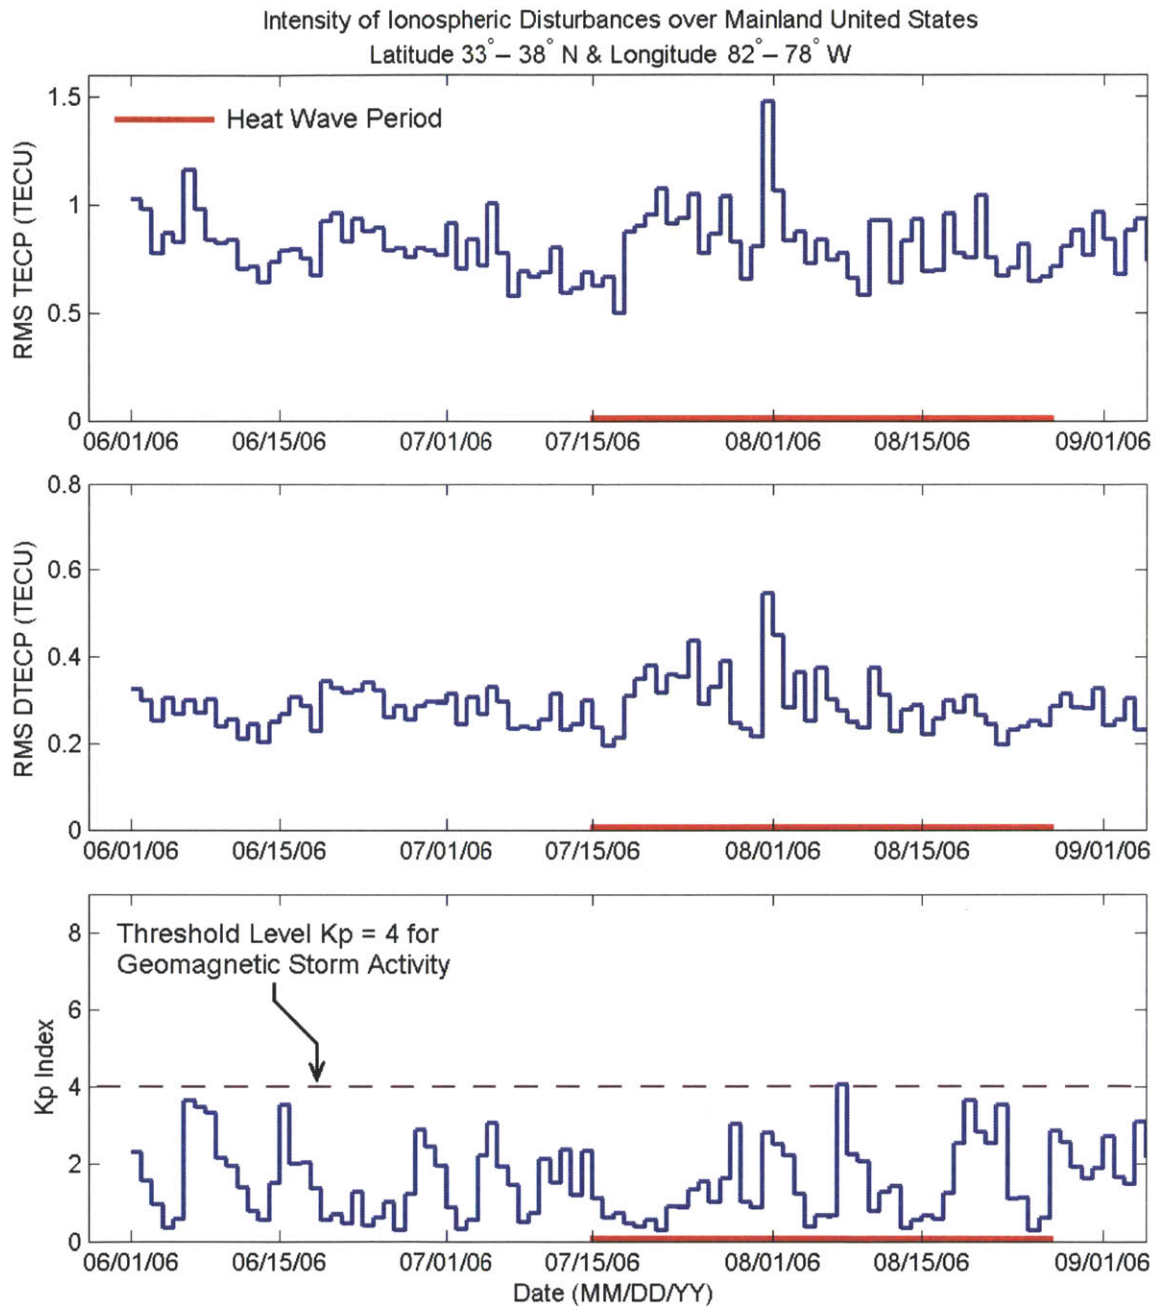 Intensity of Ionospheric Disturbances over Mainland United States
Latitude 33° – 38° N & Longitude 82° – 78° W
1.5
Heat Wave Period
1
0.5
0
RMS TECP (TECU)
06/01/06 06/15/06 07/01/06 07/15/06 08/01/06 08/15/06 09/01/06
0.8
0.6
0.4
0.2
0
RMS DTECP (TECU)
06/01/06 06/15/06 07/01/06 07/15/06 08/01/06 08/15/06 09/01/06
8
Threshold Level Kp = 4 for
Geomagnetic Storm Activity
6
4
2
0
Kp Index
06/01/06 06/15/06 07/01/06 07/15/06 08/01/06 08/15/06 09/01/06
Date (MM/DD/YY)